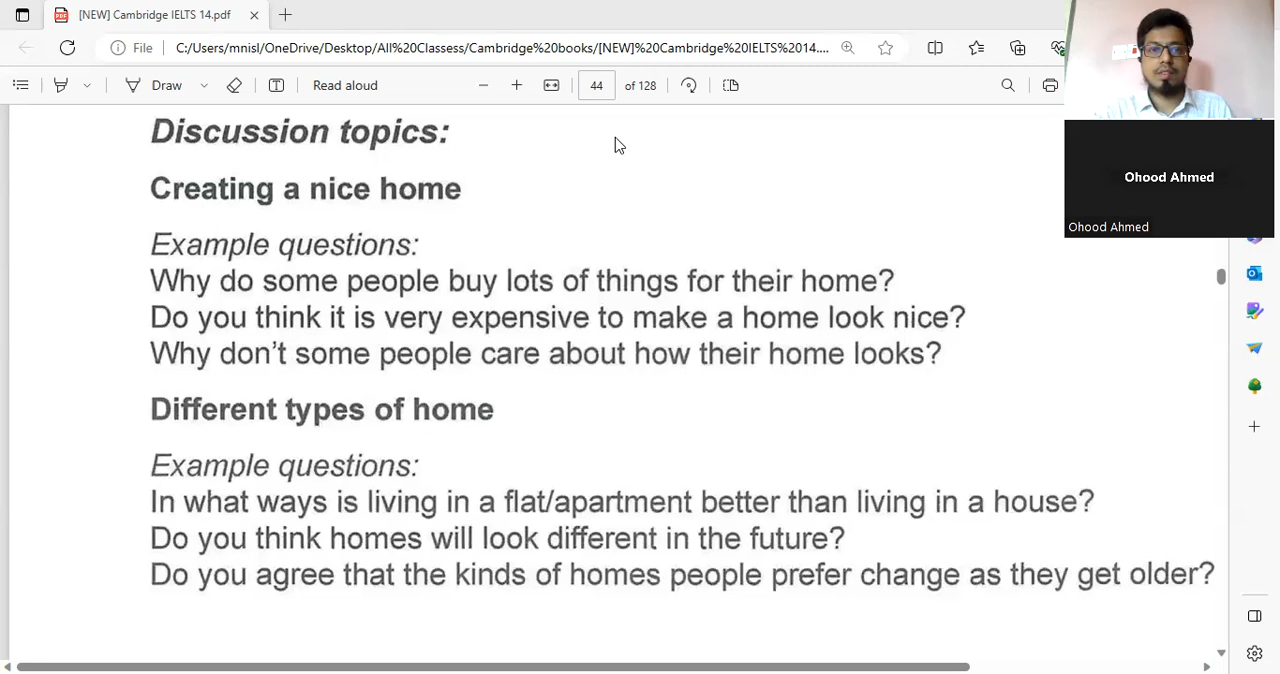 [NEW] Cambridge IELTS 14.pdf
File
C:/Users/mnisl/OneDrive/Desktop/All%20Classess/Cambridge%20books/[NEW]%20Cambridge%20IELTS%2014....
Draw
Read aloud
44 of 128
Ohood Ahmed
Ohood Ahmed
Discussion topics:
Creating a nice home
Example questions:
Why do some people buy lots of things for their home?
Do you think it is very expensive to make a home look nice?
Why don't some people care about how their home looks?
Different types of home
Example questions:
In what ways is living in a flat/apartment better than living in a house?
Do you think homes will look different in the future?
Do you agree that the kinds of homes people prefer change as they get older?